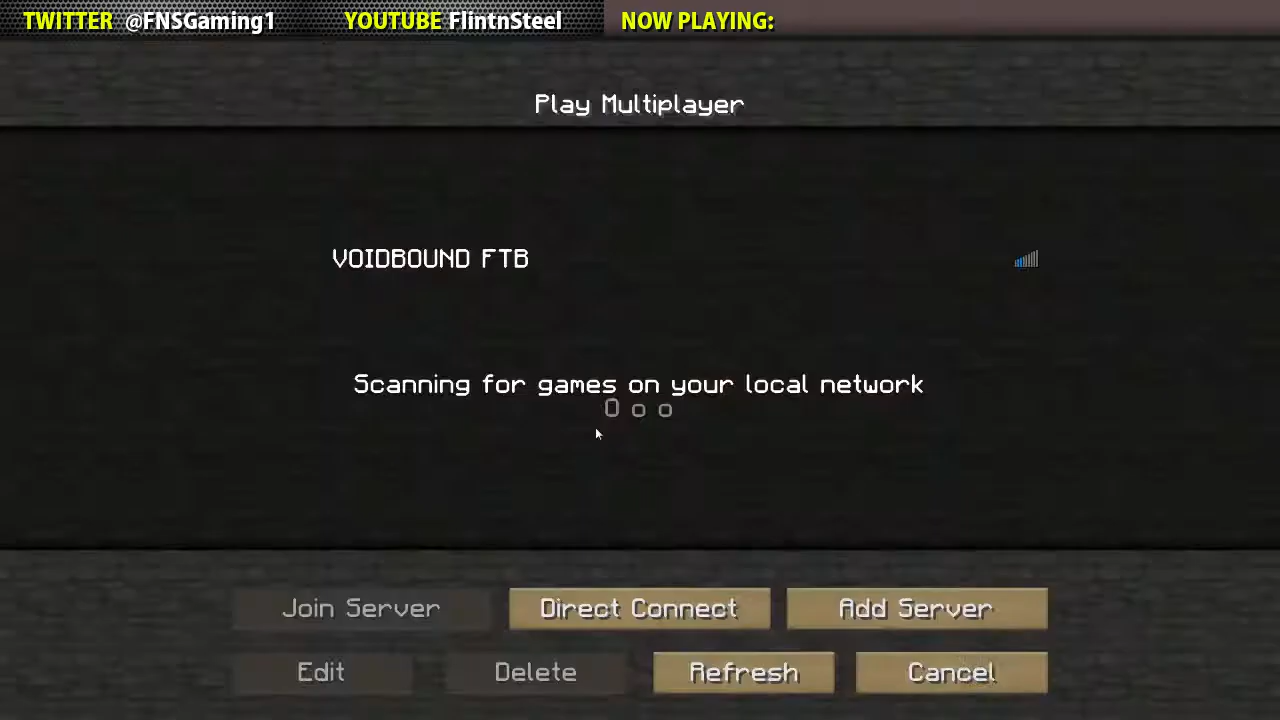 TWITTER @FNSGaming1 YOUTUBE FlintnSteel NOW PLAYING:
Play Multiplayer
VOIDBOUND FTB
Scanning for games on your local network
O o o
Join Server Direct Connect Add Server
Edit Delete Refresh Cancel